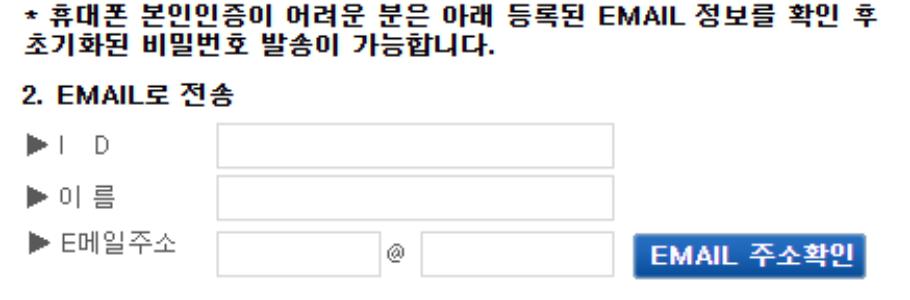 * 휴대폰 본인인증이 어려운 분은 아래 등록된 EMAIL 정보를 확인 후
초기화된 비밀번호 발송이 가능합니다.
2. EMAIL로 전송
▶ I D
▶ 이 름
▶ E메일주소 @ EMAIL 주소확인